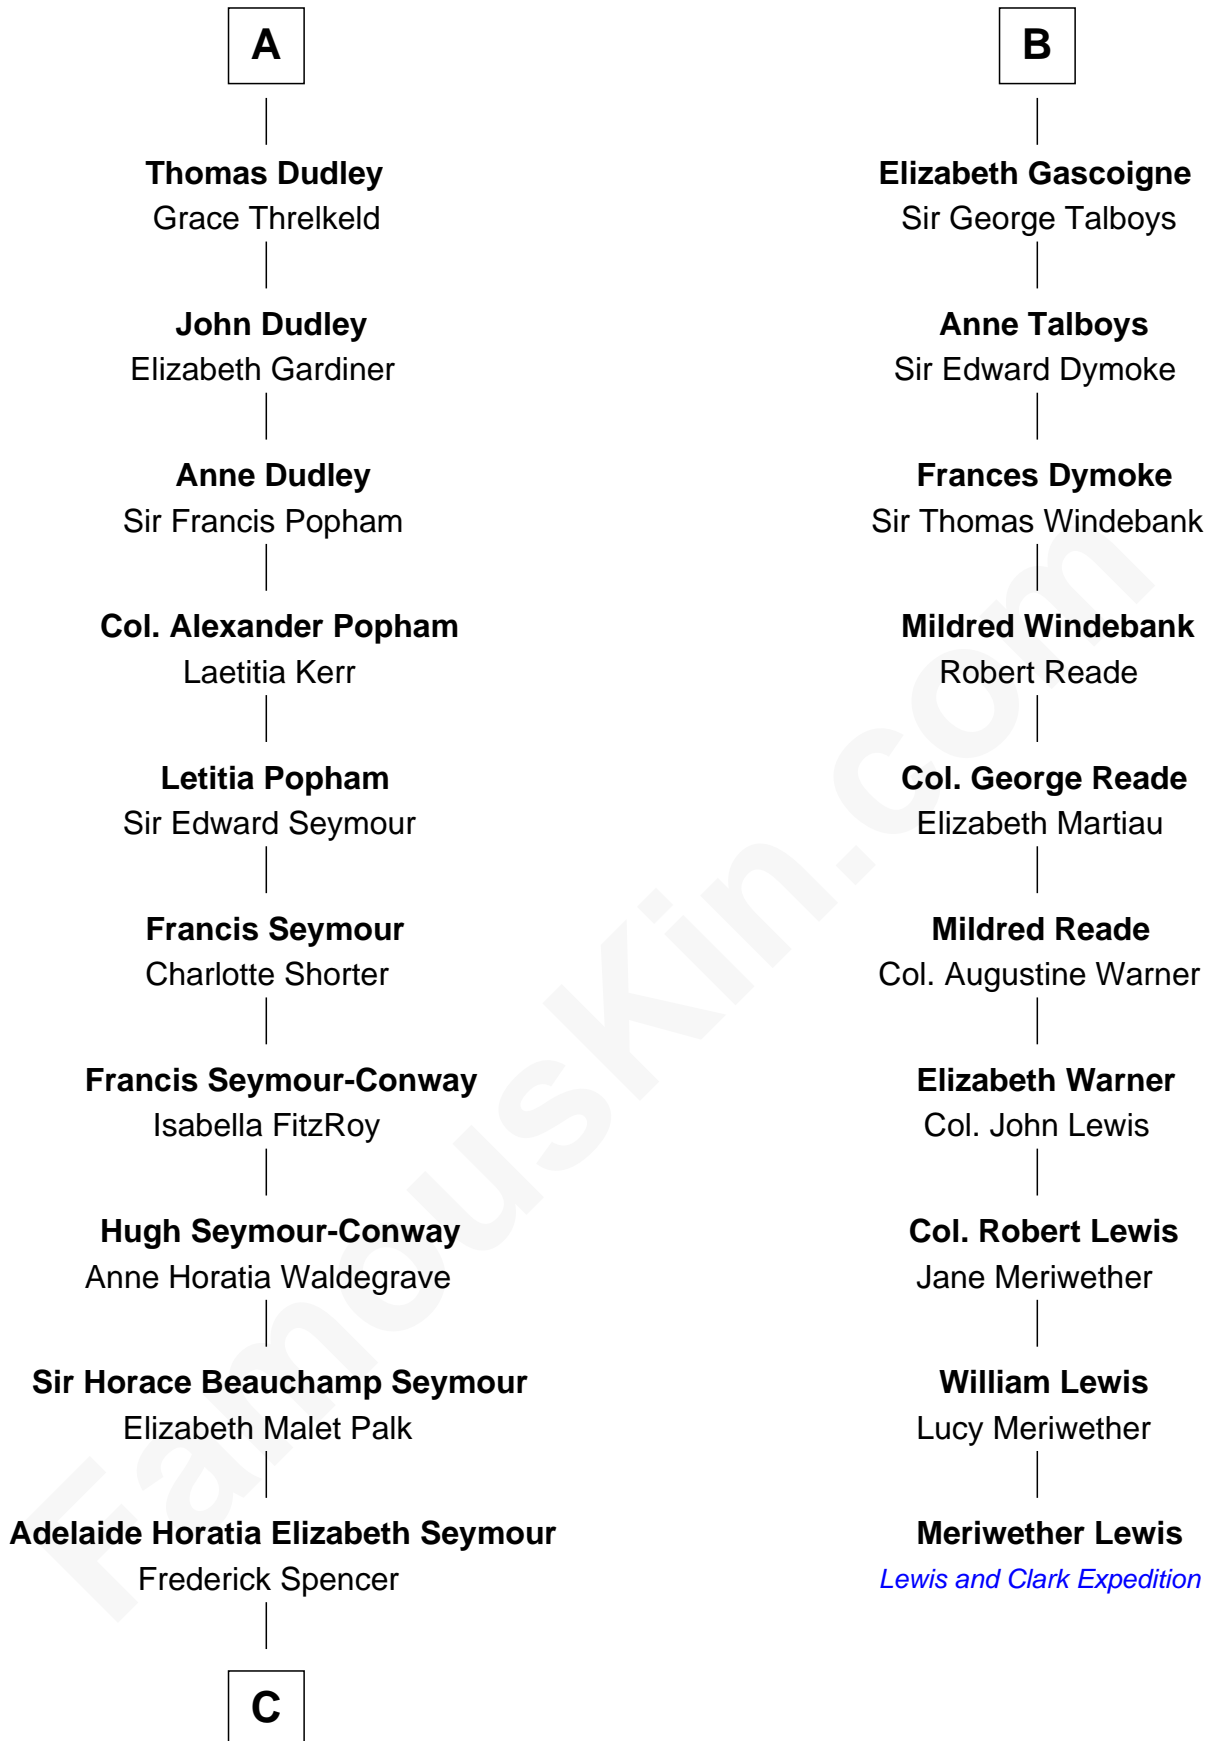 A
Thomas Dudley
Grace Threlkeld
John Dudley
Elizabeth Gardiner
Anne Dudley
Sir Francis Popham
Col. Alexander Popham
Laetitia Kerr
Letitia Popham
Sir Edward Seymour
Francis Seymour
Charlotte Shorter
Francis Seymour-Conway
Isabella FitzRoy
Hugh Seymour-Conway
Anne Horatia Waldegrave
Sir Horace Beauchamp Seymour
Elizabeth Malet Palk
Adelaide Horatia Elizabeth Seymour
Frederick Spencer
C
B
Elizabeth Gascoigne
Sir George Talboys
Anne Talboys
Sir Edward Dymoke
Frances Dymoke
Sir Thomas Windebank
Mildred Windebank
Robert Reade
Col. George Reade
Elizabeth Martiau
Mildred Reade
Col. Augustine Warner
Elizabeth Warner
Col. John Lewis
Col. Robert Lewis
Jane Meriwether
William Lewis
Lucy Meriwether
Meriwether Lewis
Lewis and Clark Expedition
FamousKin.com